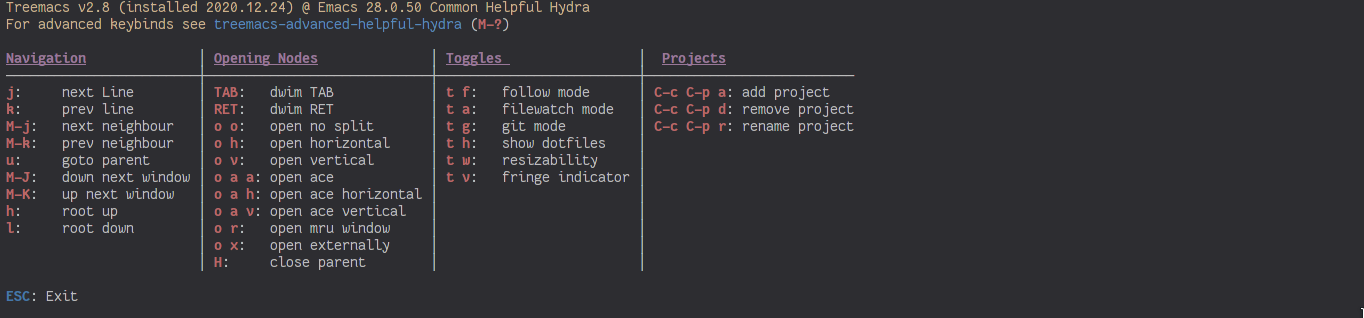 Treemacs v2.8 (installed 2020.12.24) @ Emacs 28.0.50 Common Helpful Hydra
For advanced keybinds see treemacs-advanced-helpful-hydra (M-?)
Navigation │ Opening Nodes │ Toggles │ Projects
j: next Line │ TAB: dwim TAB │ t f: follow mode │ C-c C-p a: add project
k: prev line │ RET: dwim RET │ t a: filewatch mode │ C-c C-p d: remove project
M-j: next neighbour │ o o: open no split │ t g: git mode │ C-c C-p r: rename project
M-k: prev neighbour │ o h: open horizontal │ t h: show dotfiles │
u: goto parent │ o v: open vertical │ t w: resizability │
M-J: down next window │ o a a: open ace │ t v: fringe indicator │
M-K: up next window │ o a h: open ace horizontal │ │
h: root up │ o a v: open ace vertical │ │
l: root down │ o r: open mru window │ │
│ o x: open externally │ │
│ H: close parent │ │
ESC: Exit